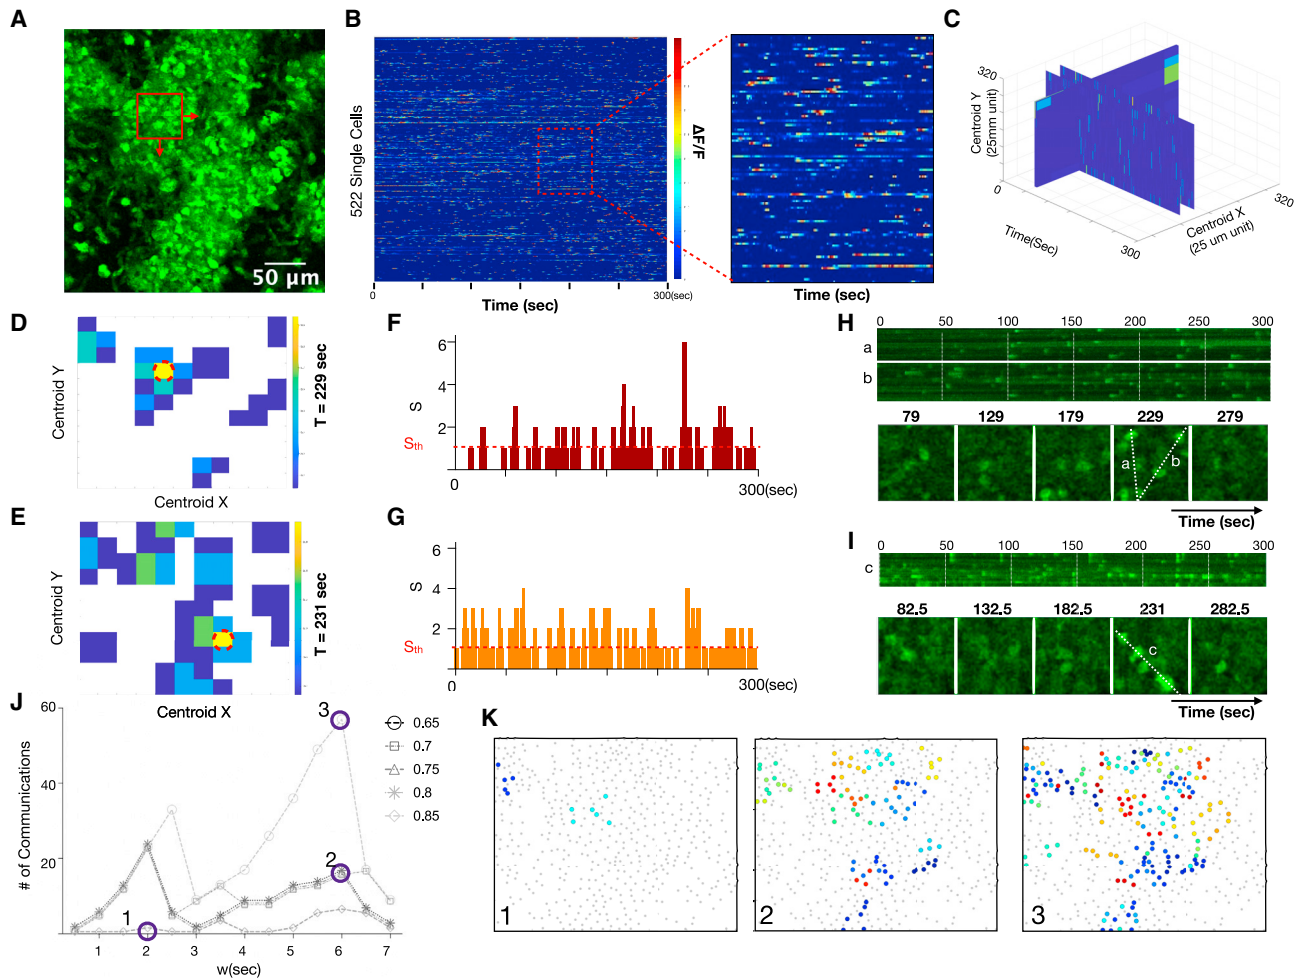 A
B
C
50 μm
522 Single Cells
ΔF/F
0
Time (sec)
300(sec)
Time (sec)
320
Centroid Y
(25mm unit)
0
Time(Sec)
300
Centroid X
(25 um unit)
320
D
Centroid Y
Centroid X
T = 229 sec
E
Centroid Y
Centroid X
T = 231 sec
F
6
4
2
S
Sth
0
300(sec)
G
6
4
2
S
Sth
0
300(sec)
H
0 50 100 150 200 250 300
a
b
79 129 179 229 279
a b
Time (sec)
I
0 50 100 150 200 250 300
c
82.5 132.5 182.5 231 282.5
c
Time (sec)
J
60
40
20
# of Communications
1 2 3 4 5 6 7
w(sec)
1
2
3
0.65
0.7
0.75
0.8
0.85
K
1
2
3